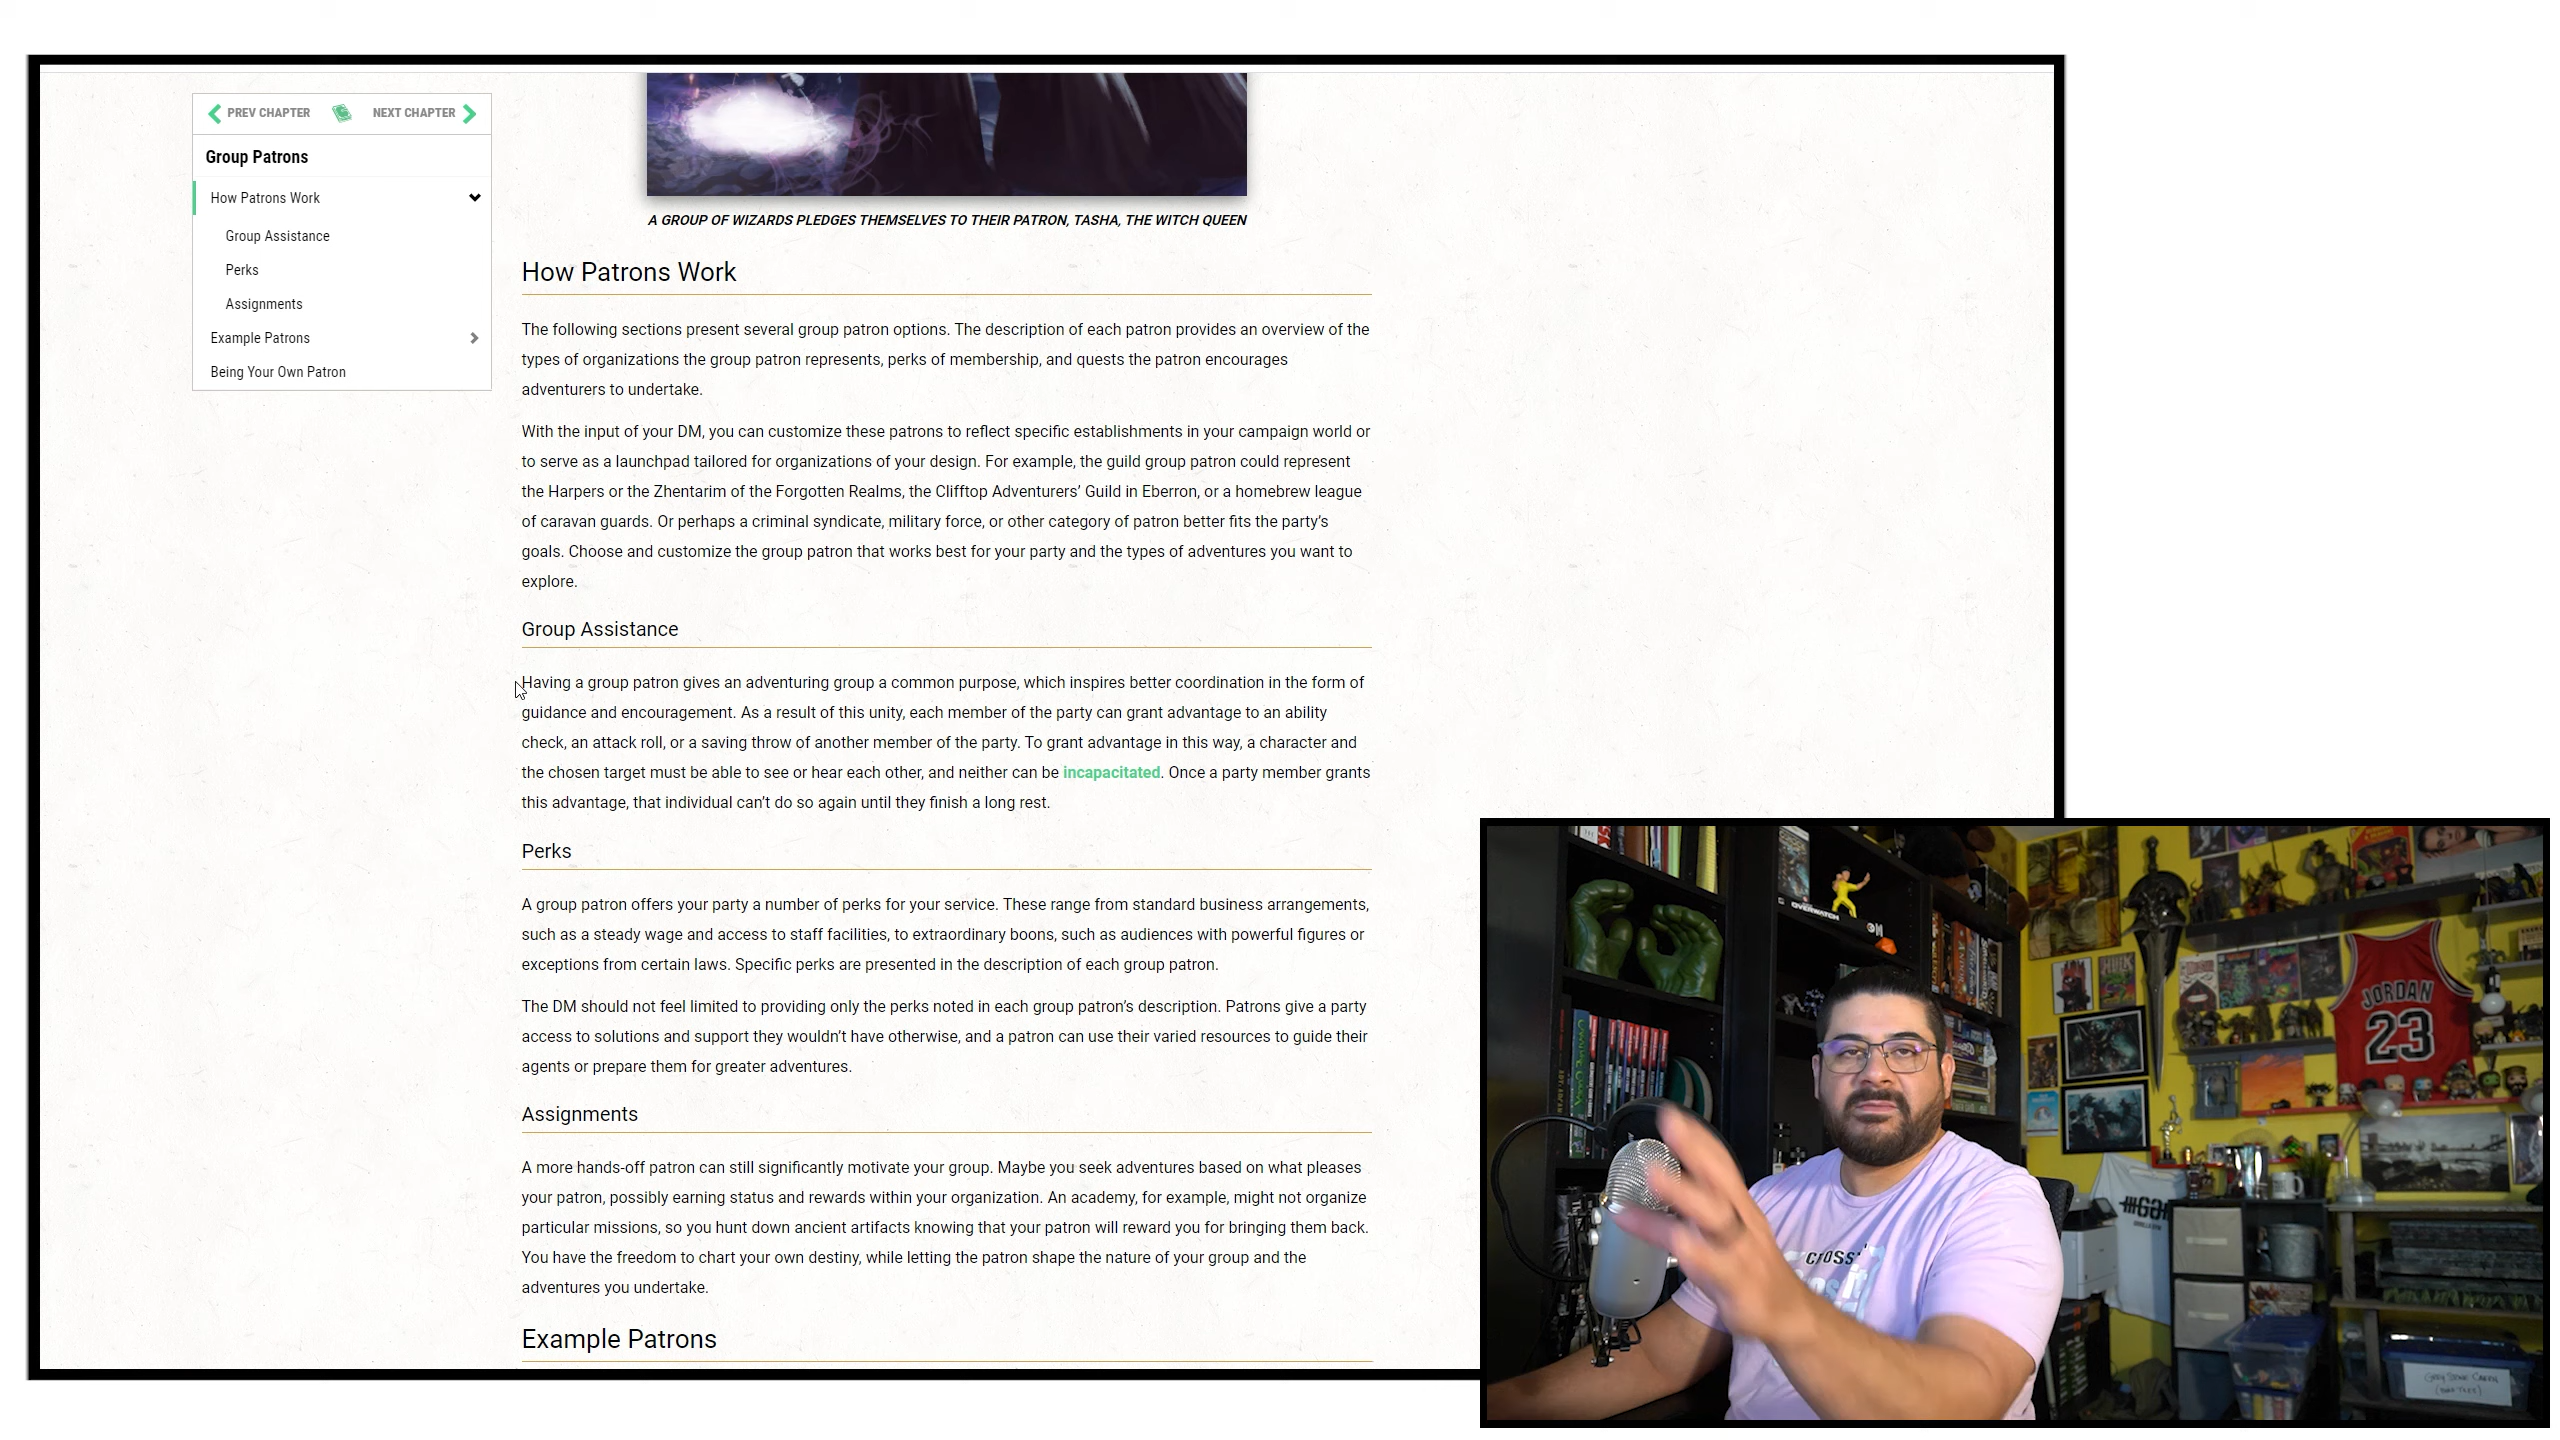 PREV CHAPTER
NEXT CHAPTER
Group Patrons
How Patrons Work
Group Assistance
Perks
Assignments
Example Patrons
Being Your Own Patron
A GROUP OF WIZARDS PLEDGES THEMSELVES TO THEIR PATRON, TASHA, THE WITCH QUEEN
How Patrons Work
The following sections present several group patron options. The description of each patron provides an overview of the
types of organizations the group patron represents, perks of membership, and quests the patron encourages
adventurers to undertake.
With the input of your DM, you can customize these patrons to reflect specific establishments in your campaign world or
to serve as a launchpad tailored for organizations of your design. For example, the guild group patron could represent
the Harpers or the Zhentarim of the Forgotten Realms, the Clifftop Adventurers’ Guild in Eberron, or a homebrew league
of caravan guards. Or perhaps a criminal syndicate, military force, or other category of patron better fits the party’s
goals. Choose and customize the group patron that works best for your party and the types of adventures you want to
explore.
Group Assistance
Having a group patron gives an adventuring group a common purpose, which inspires better coordination in the form of
guidance and encouragement. As a result of this unity, each member of the party can grant advantage to an ability
check, an attack roll, or a saving throw of another member of the party. To grant advantage in this way, a character and
the chosen target must be able to see or hear each other, and neither can be incapacitated. Once a party member grants
this advantage, that individual can’t do so again until they finish a long rest.
Perks
A group patron offers your party a number of perks for your service. These range from standard business arrangements,
such as a steady wage and access to staff facilities, to extraordinary boons, such as audiences with powerful figures or
exceptions from certain laws. Specific perks are presented in the description of each group patron.
The DM should not feel limited to providing only the perks noted in each group patron’s description. Patrons give a party
access to solutions and support they wouldn’t have otherwise, and a patron can use their varied resources to guide their
agents or prepare them for greater adventures.
Assignments
A more hands-off patron can still significantly motivate your group. Maybe you seek adventures based on what pleases
your patron, possibly earning status and rewards within your organization. An academy, for example, might not organize
particular missions, so you hunt down ancient artifacts knowing that your patron will reward you for bringing them back.
You have the freedom to chart your own destiny, while letting the patron shape the nature of your group and the
adventures you undertake.
Example Patrons
OVERWATCH
JORDAN
23
CROSS